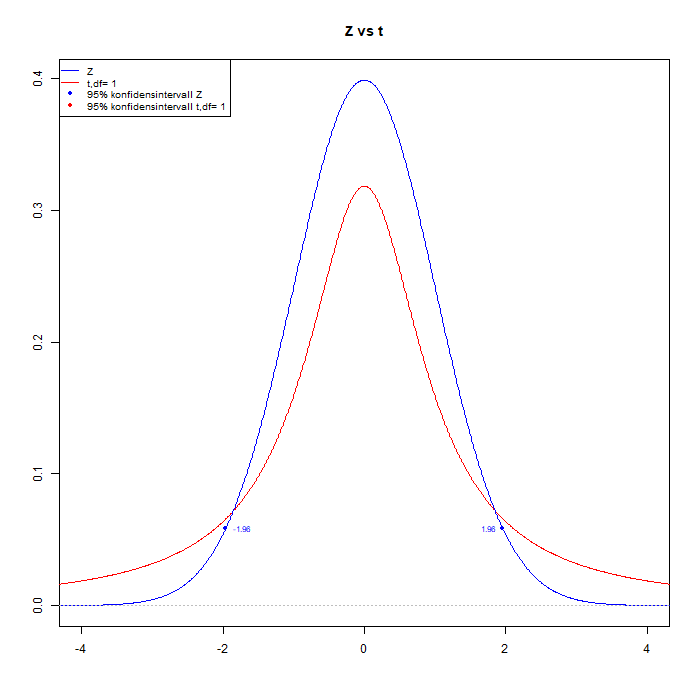 Z vs t
Z
t,df= 1
95% konfidensintervall Z
95% konfidensintervall t,df= 1
0.4
0.3
0.2
0.1
0.0
-1.96
1.96
-4
-2
0
2
4